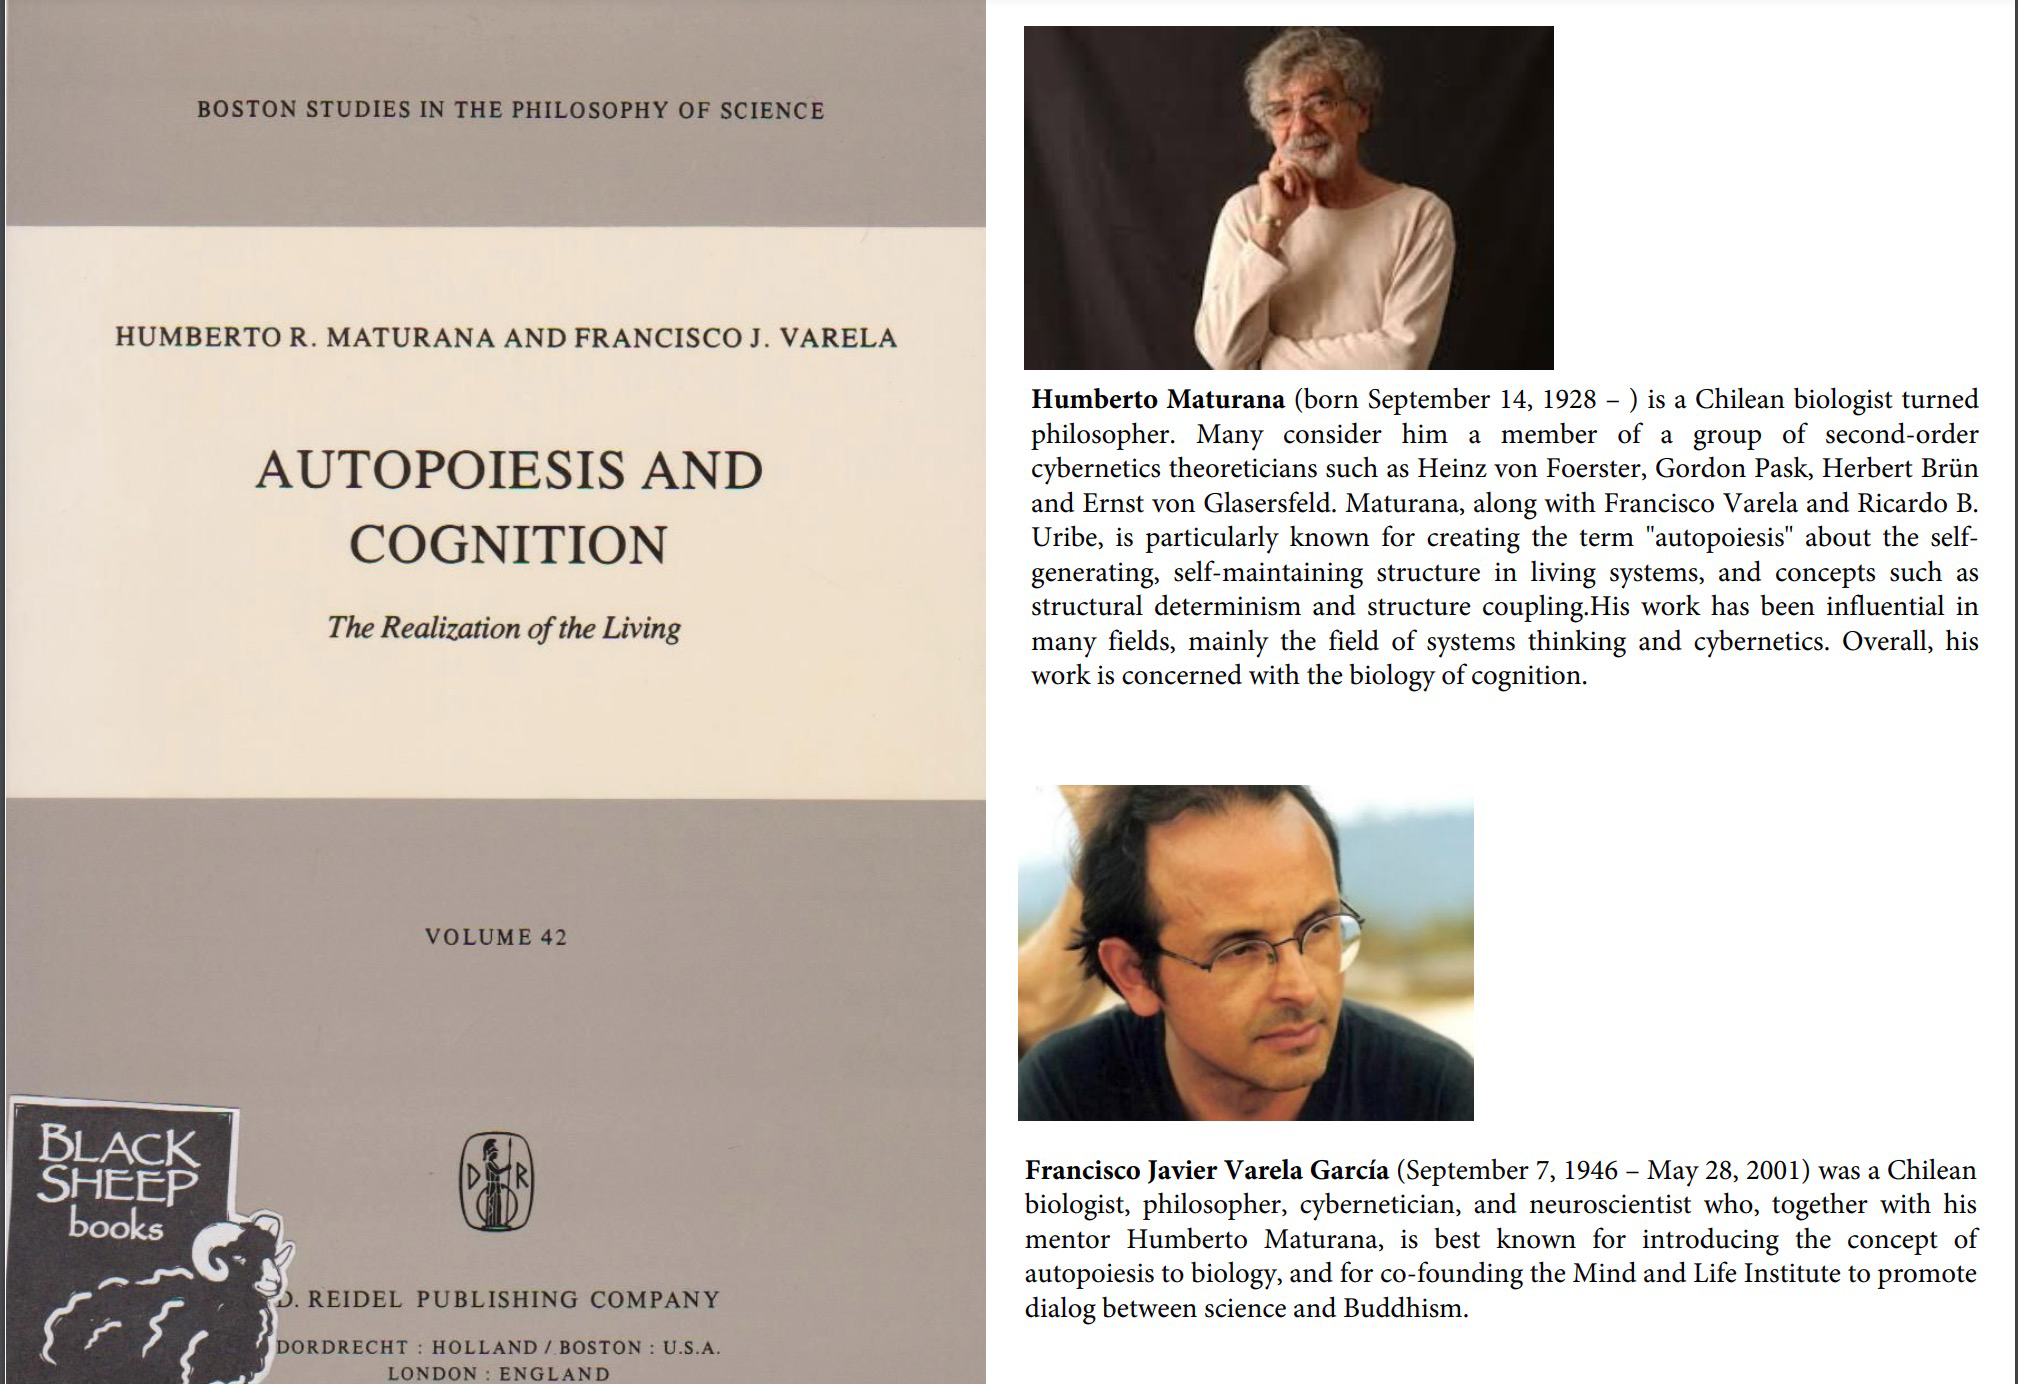 BOSTON STUDIES IN THE PHILOSOPHY OF SCIENCE
HUMBERTO R. MATURANA AND FRANCISCO J. VARELA
AUTOPOIESIS AND
COGNITION
The Realization of the Living
VOLUME 42
D R
BLACK
SHEEP
books
D. REIDEL PUBLISHING COMPANY
DORDRECHT : HOLLAND / BOSTON : U.S.A.
LONDON : ENGLAND
Humberto Maturana (born September 14, 1928 – ) is a Chilean biologist turned
philosopher. Many consider him a member of a group of second-order
cybernetics theoreticians such as Heinz von Foerster, Gordon Pask, Herbert Brün
and Ernst von Glasersfeld. Maturana, along with Francisco Varela and Ricardo B.
Uribe, is particularly known for creating the term "autopoiesis" about the self-
generating, self-maintaining structure in living systems, and concepts such as
structural determinism and structure coupling.His work has been influential in
many fields, mainly the field of systems thinking and cybernetics. Overall, his
work is concerned with the biology of cognition.
Francisco Javier Varela García (September 7, 1946 – May 28, 2001) was a Chilean
biologist, philosopher, cybernetician, and neuroscientist who, together with his
mentor Humberto Maturana, is best known for introducing the concept of
autopoiesis to biology, and for co-founding the Mind and Life Institute to promote
dialog between science and Buddhism.